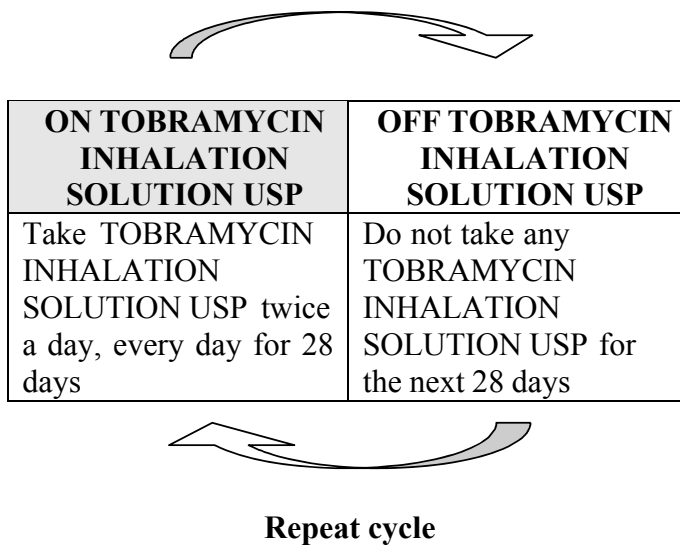 ON TOBRAMYCIN
INHALATION
SOLUTION USP
OFF TOBRAMYCIN
INHALATION
SOLUTION USP
Take TOBRAMYCIN
INHALATION
SOLUTION USP twice
a day, every day for 28
days
Do not take any
TOBRAMYCIN
INHALATION
SOLUTION USP for
the next 28 days
Repeat cycle